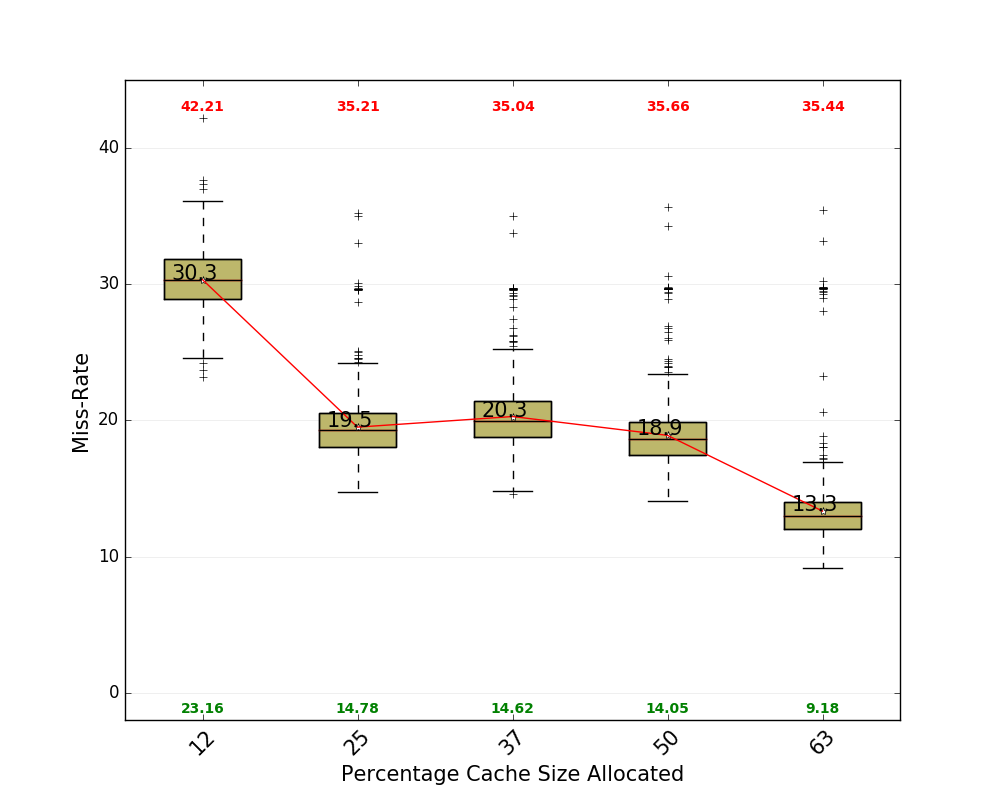 42.21 35.21 35.04 35.66 35.44
40
30
20
10
0
Miss-Rate
30.3
19.5
20.3
18.9
13.3
23.16 14.78 14.62 14.05 9.18
12 25 37 50 63
Percentage Cache Size Allocated